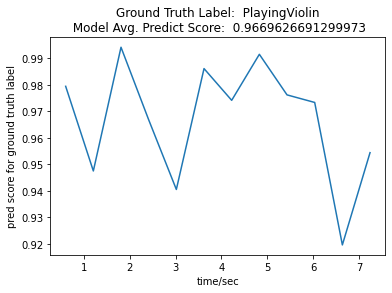 Ground Truth Label:  PlayingViolin
Model Avg. Predict Score:  0.9669626691299973
pred score for ground truth label
0.99
0.98
0.97
0.96
0.95
0.94
0.93
0.92
1 2 3 4 5 6 7
time/sec